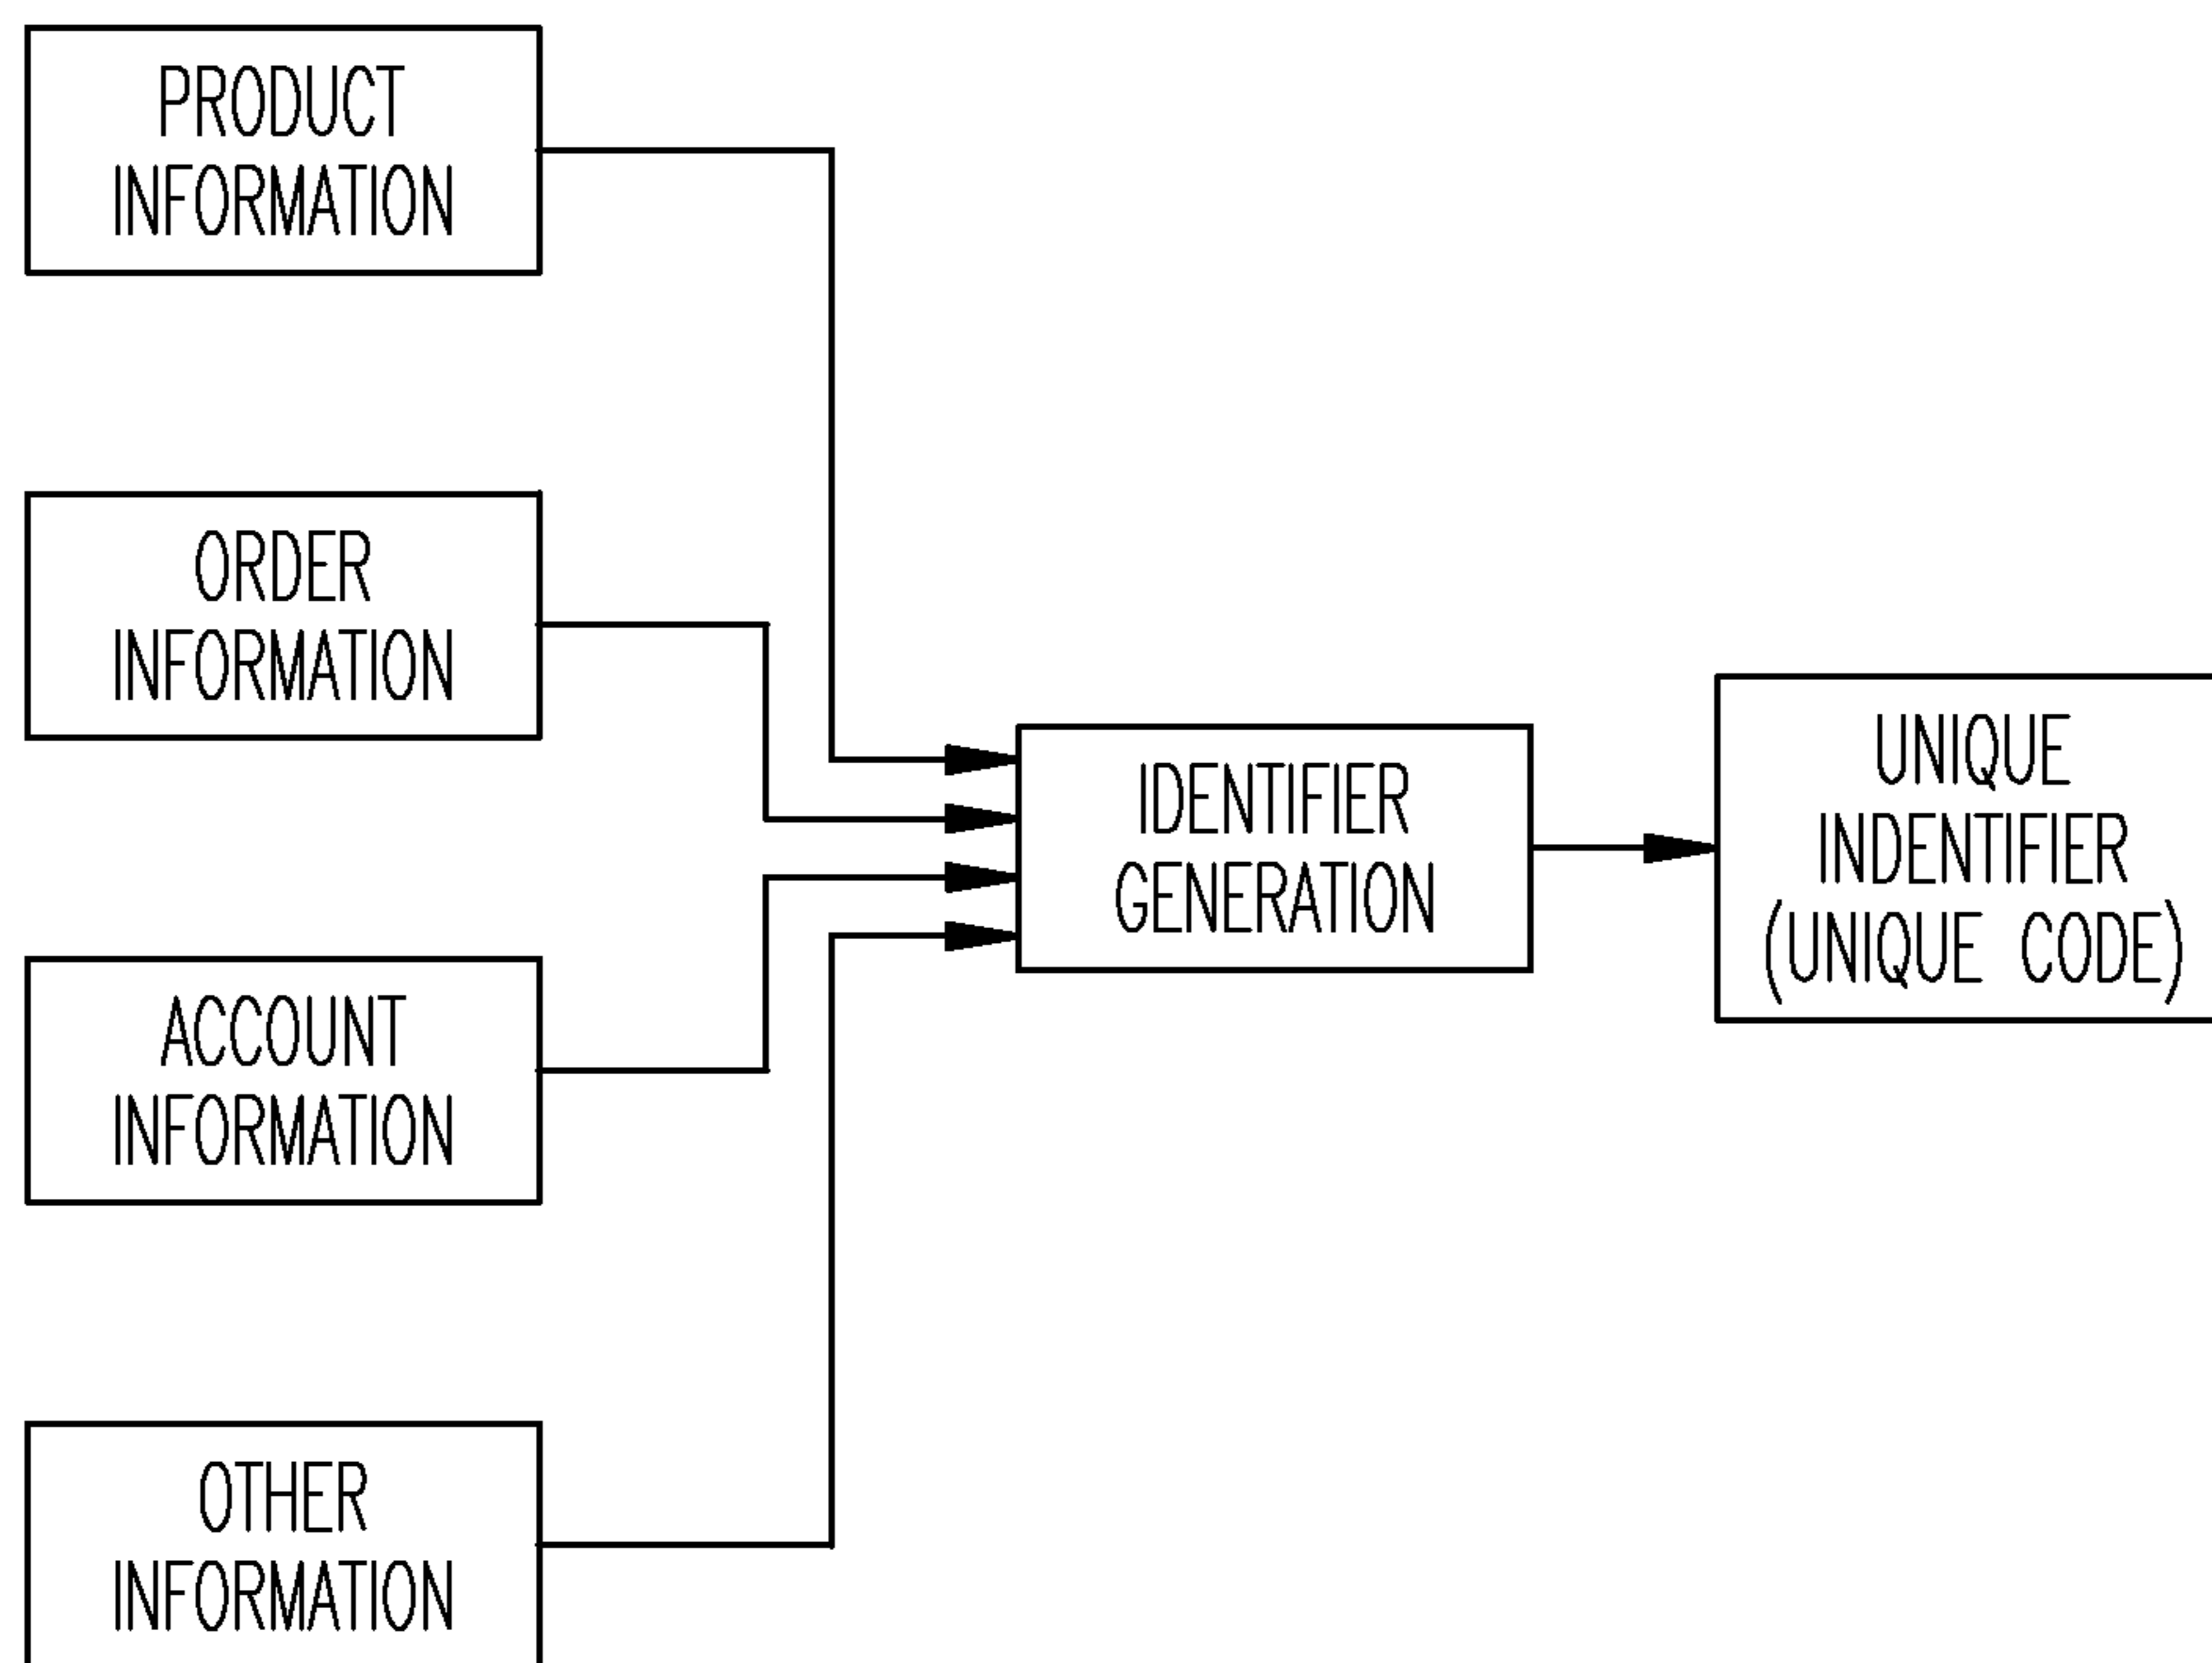 PRODUCT
INFORMATION
ORDER
INFORMATION
ACCOUNT
INFORMATION
OTHER
INFORMATION
IDENTIFIER
GENERATION
UNIQUE
INDENTIFIER
(UNIQUE CODE)